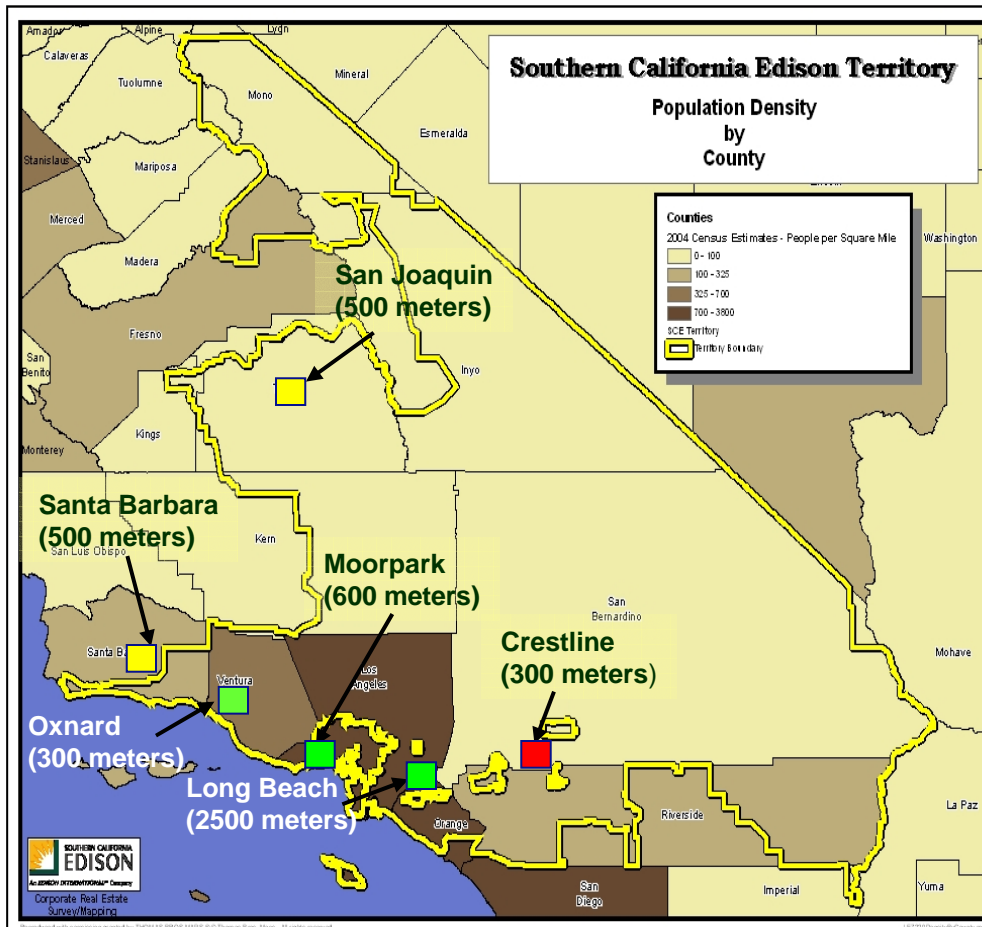 Southern California Edison Territory
Population Density
by
County
Counties
2004 Census Estimates - People per Square Mile
0 - 100
100 - 325
325 - 700
700 - 3800
SCE Territory
Territory Boundary
Alpine
Calaveras
Tuolumne
Mono
Mineral
Esmeralda
Stanislaus
Mariposa
Merced
Madera
Washington
San Joaquin
(500 meters)
Fresno
San
Benito
Inyo
Kings
Monterey
Santa Barbara
(500 meters)
San Luis Obispo
Kern
Moorpark
(600 meters)
San
Bernardino
Crestline
(300 meters)
Mohave
Santa Ba
Ventura
Los
Angeles
Oxnard
(300 meters)
Long Beach
(2500 meters)
Orange
Riverside
La Paz
San
Diego
Imperial
Yuma
SOUTHERN CALIFORNIA
EDISON
An EDISON INTERNATIONAL Company
Corporate Real Estate
Survey/Mapping